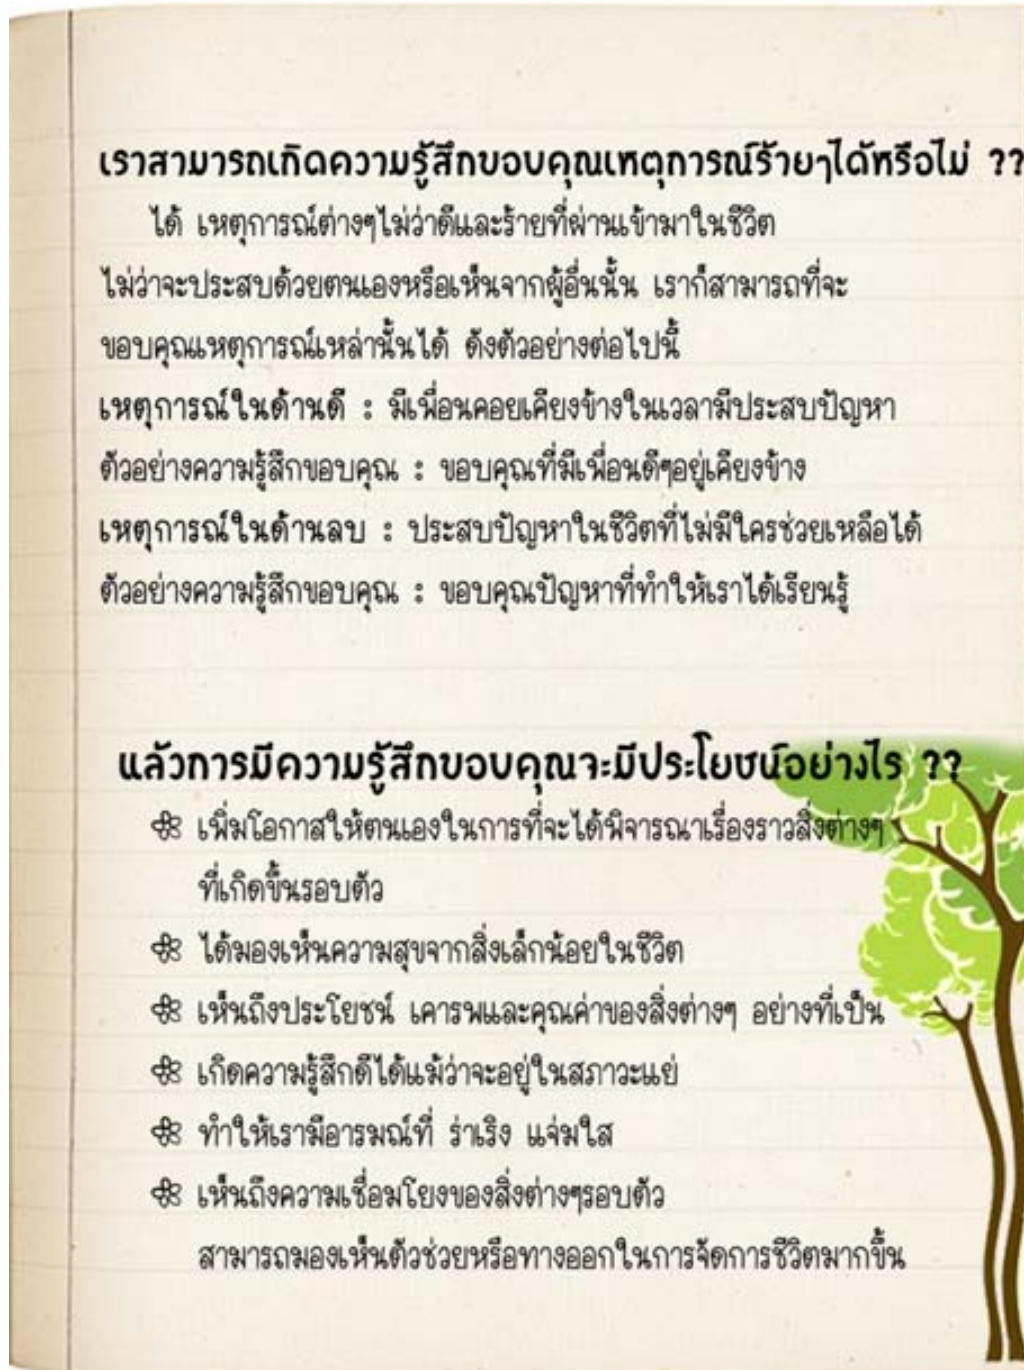 เราสามารถเกิดความรู้สึกขอบคุณเหตุการณ์ร้ายๆได้หรือไม่ ??
ได้ เหตุการณ์ต่างๆไม่ว่าดีและร้ายที่ผ่านเข้ามาในชีวิต
ไม่ว่าจะประสบด้วยตนเองหรือเห็นจากผู้อื่นนั้น เราก็สามารถที่จะ
ขอบคุณเหตุการณ์เหล่านั้นได้ ดังตัวอย่างต่อไปนี้
เหตุการณ์ในด้านดี : มีเพื่อนคอยเคียงข้างในเวลามีประสบปัญหา
ตัวอย่างความรู้สึกขอบคุณ : ขอบคุณที่มีเพื่อนดีๆอยู่เคียงข้าง
เหตุการณ์ในด้านลบ : ประสบปัญหาในชีวิตที่ไม่มีใครช่วยเหลือได้
ตัวอย่างความรู้สึกขอบคุณ : ขอบคุณปัญหาที่ทำให้เราได้เรียนรู้
แล้วการมีความรู้สึกขอบคุณจะมีประโยชน์อย่างไร ??
เพิ่มโอกาสให้ตนเองในการที่จะได้พิจารณาเรื่องราวสิ่งต่างๆ
ที่เกิดขึ้นรอบตัว
ได้มองเห็นความสุขจากสิ่งเล็กน้อยในชีวิต
เห็นถึงประโยชน์ เคารพและคุณค่าของสิ่งต่างๆ อย่างที่เป็น
เกิดความรู้สึกดีได้แม้ว่าจะอยู่ในสภาวะแย่
ทำให้เรามีอารมณ์ที่ ร่าเริง แจ่มใส
เห็นถึงความเชื่อมโยงของสิ่งต่างๆรอบตัว
สามารถมองเห็นตัวช่วยหรือทางออกในการจัดการชีวิตมากขึ้น